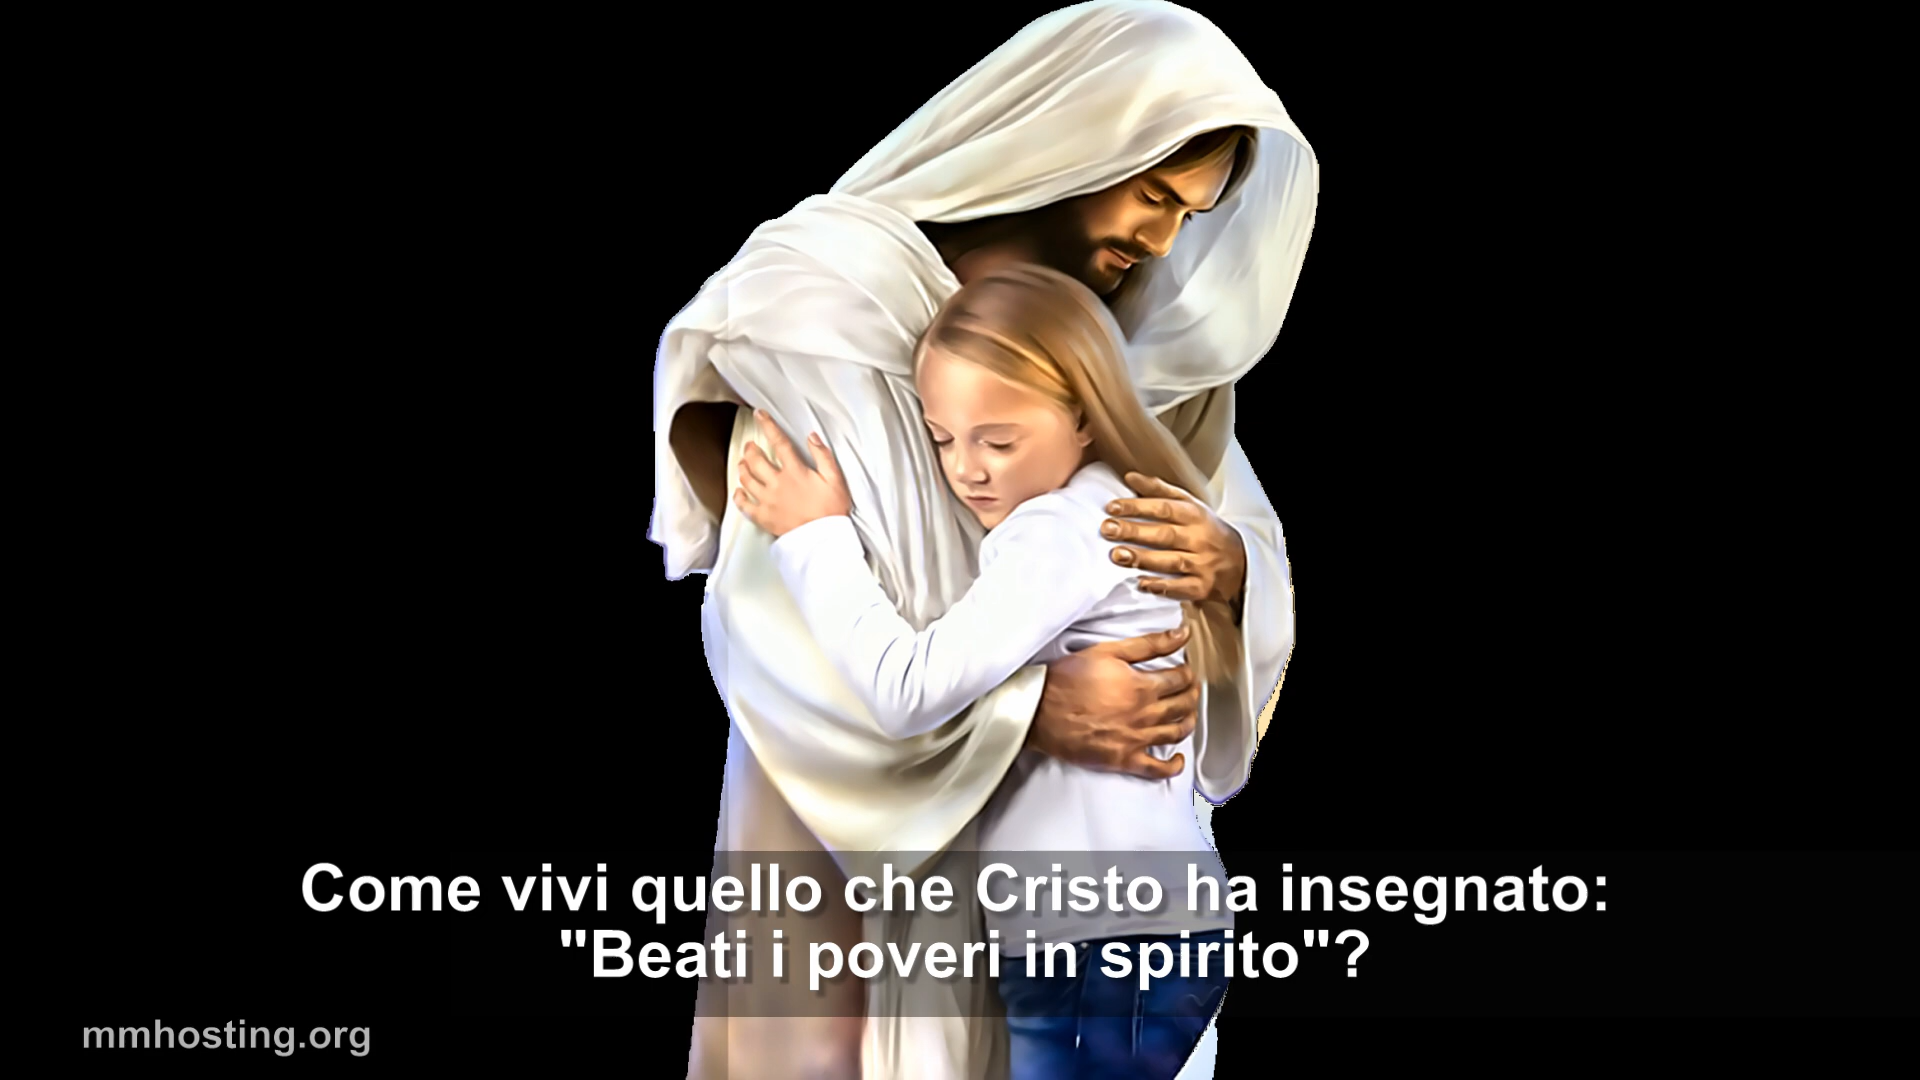 Come vivi quello che Cristo ha insegnato:
"Beati i poveri in spirito"?
mmhosting.org